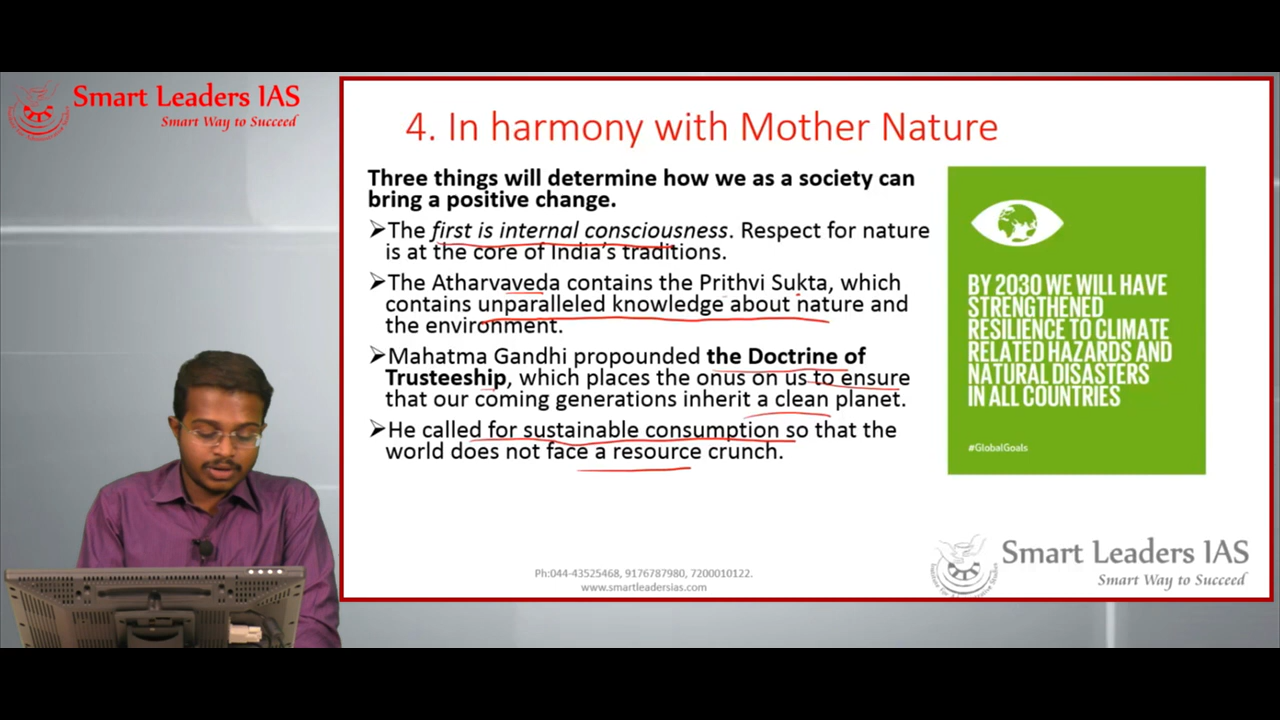 Smart Leaders IAS
Smart Way to Succeed
4. In harmony with Mother Nature
Three things will determine how we as a society can
bring a positive change.
➢The first is internal consciousness. Respect for nature
is at the core of India's traditions.
➢The Atharvaveda contains the Prithvi Sukta, which
contains unparalleled knowledge about nature and
the environment.
➢Mahatma Gandhi propounded the Doctrine of
Trusteeship, which places the onus on us to ensure
that our coming generations inherit a clean planet.
➢He called for sustainable consumption so that the
world does not face a resource crunch.
BY 2030 WE WILL HAVE
STRENGTHENED
RESILIENCE TO CLIMATE
RELATED HAZARDS AND
NATURAL DISASTERS
IN ALL COUNTRIES
#GlobalGoals
Smart Leaders IAS
Smart Way to Succeed
Ph:044-43525468, 9176787980, 7200010122.
www.smartleadersias.com